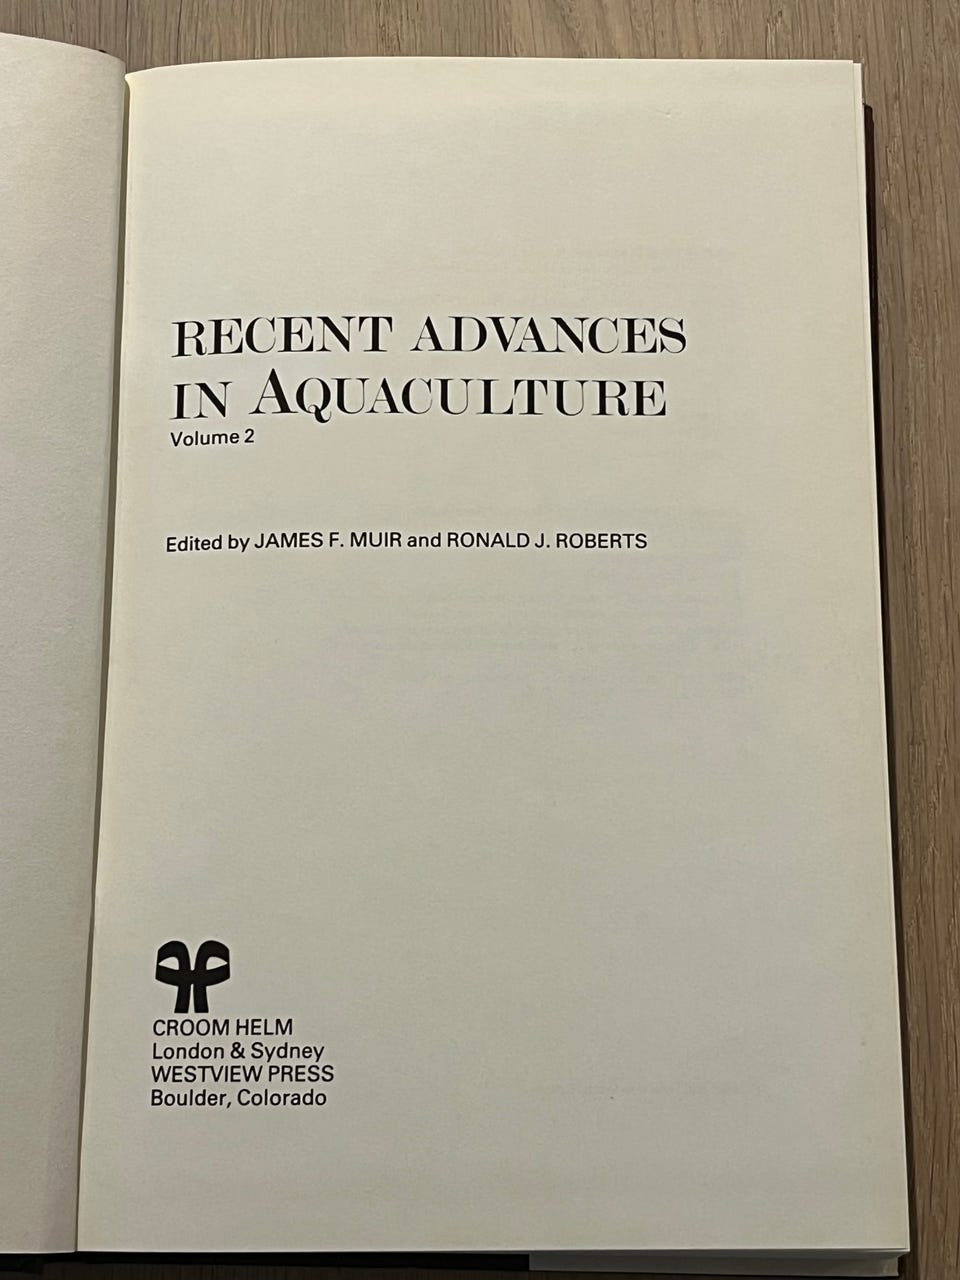 RECENT ADVANCES
IN AQUACULTURE
Volume 2
Edited by JAMES F. MUIR and RONALD J. ROBERTS
CROOM HELM
London & Sydney
WESTVIEW PRESS
Boulder, Colorado